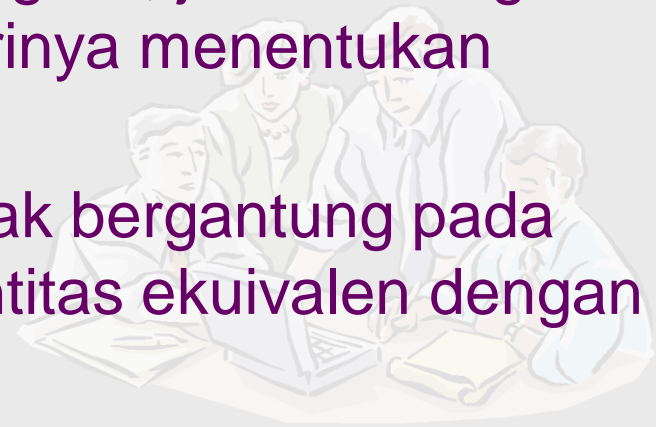 rinya menentukan
ak bergantung pada
ntitas ekuivalen dengan